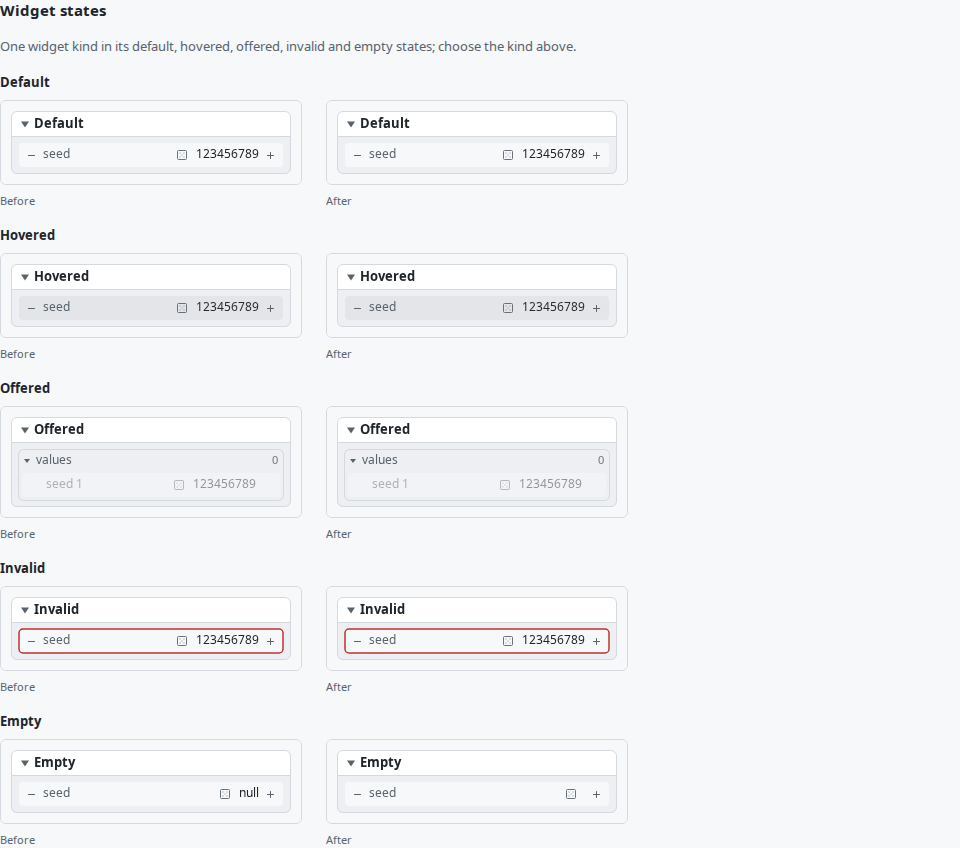 Widget states
One widget kind in its default, hovered, offered, invalid and empty states; choose the kind above.
Default
Default
− seed 123456789 +
Default
− seed 123456789 +
Before
After
Hovered
Hovered
− seed 123456789 +
Hovered
− seed 123456789 +
Before
After
Offered
Offered
values 0
seed 1 123456789
Offered
values 0
seed 1 123456789
Before
After
Invalid
Invalid
− seed 123456789 +
Invalid
− seed 123456789 +
Before
After
Empty
Empty
− seed null +
Empty
− seed +
Before
After